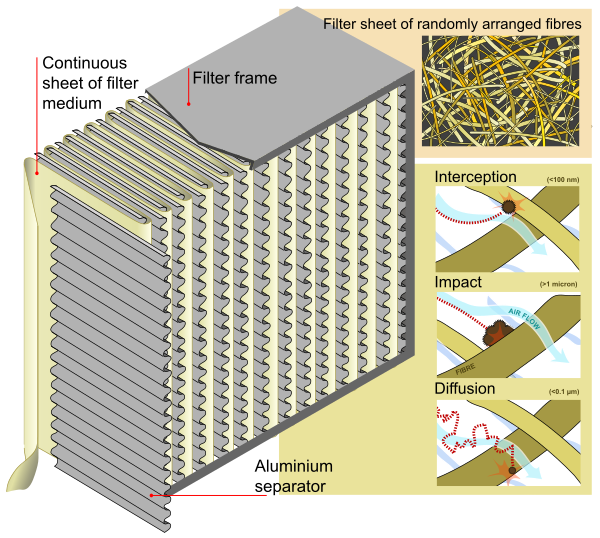 Filter sheet of randomly arranged fibres
Continuous
sheet of filter
medium
Filter frame
Interception
(<100 nm)
Impact
(>1 micron)
AIR FLOW
FIBRE
Diffusion
(<0.1 µm)
Aluminium
separator